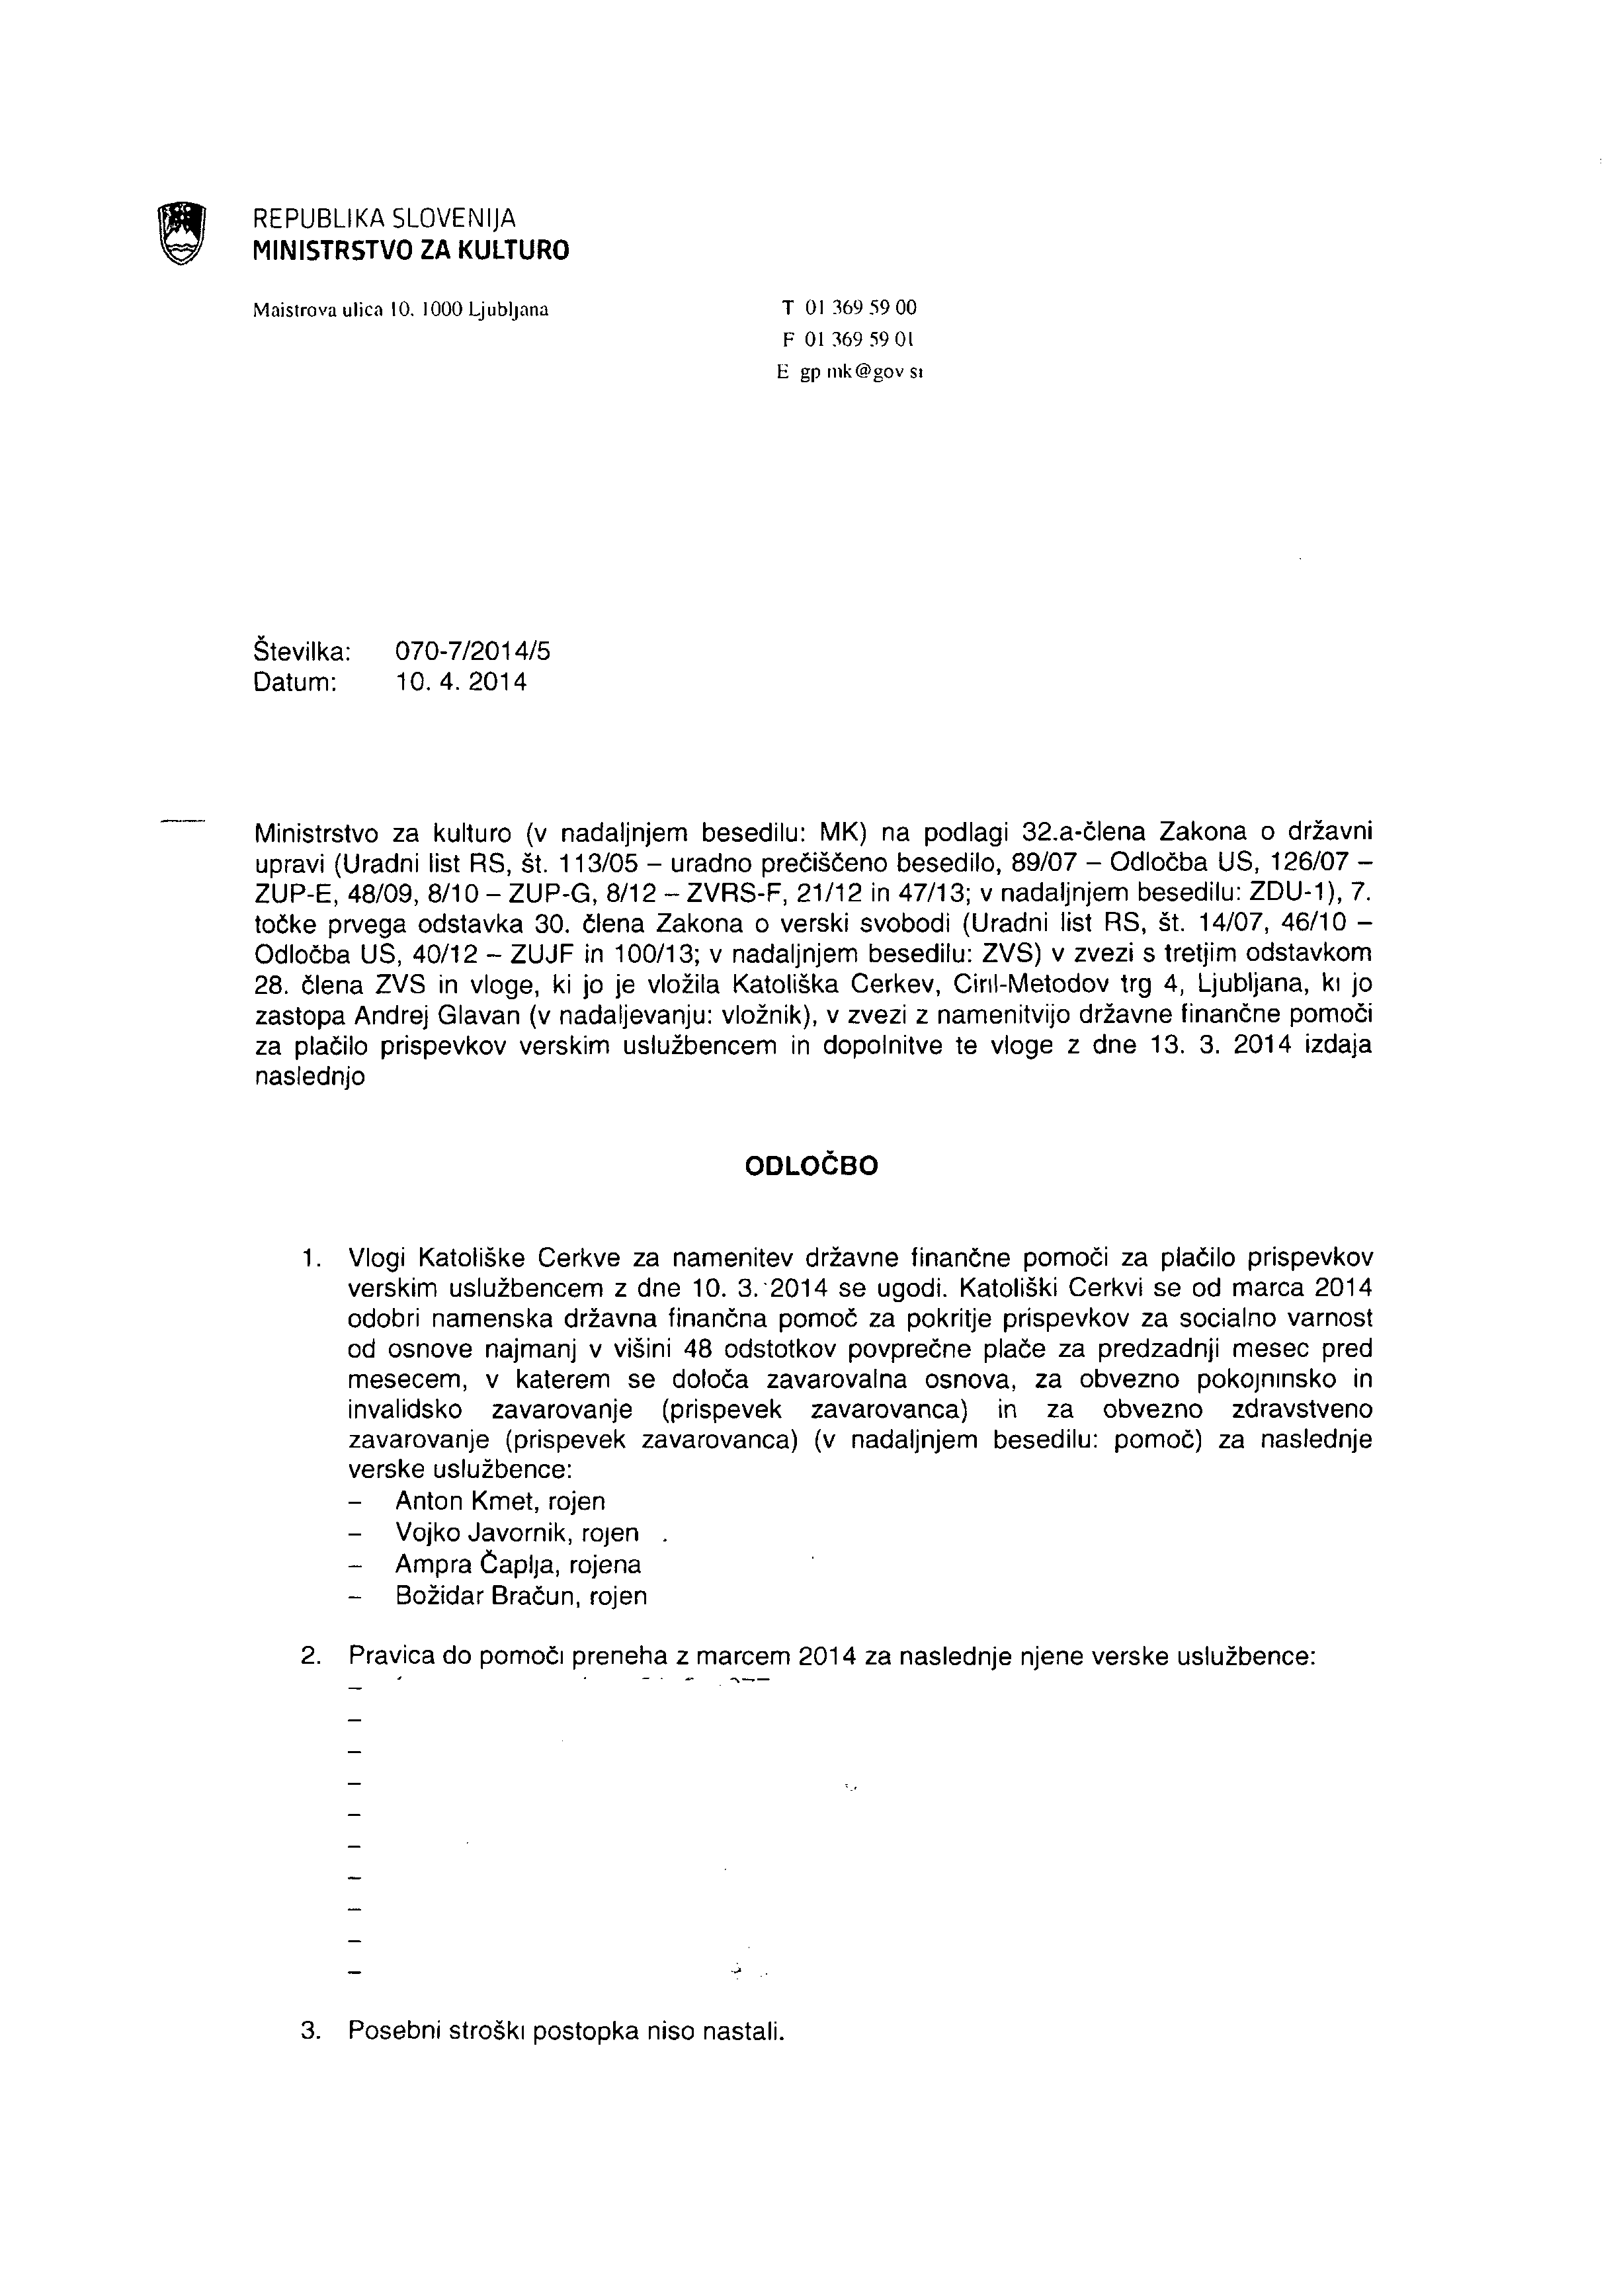 REPUBLIKA SLOVENIJA
MINISTRSTVO ZA KULTURO
Maistrova ulica 10, 1000 Ljubljana
T 01 369 59 00
F 01 369 59 01
E gp mk@gov si
Številka: 070-7/2014/5
Datum: 10. 4. 2014
Ministrstvo za kulturo (v nadaljnjem besedilu: MK) na podlagi 32.a-člena Zakona o državni
upravi (Uradni list RS, št. 113/05 – uradno prečiščeno besedilo, 89/07 – Odločba US, 126/07 –
ZUP-E, 48/09, 8/10 – ZUP-G, 8/12 – ZVRS-F, 21/12 in 47/13; v nadaljnjem besedilu: ZDU-1), 7.
točke prvega odstavka 30. člena Zakona o verski svobodi (Uradni list RS, št. 14/07, 46/10 –
Odločba US, 40/12 – ZUJF in 100/13; v nadaljnjem besedilu: ZVS) v zvezi s tretjim odstavkom
28. člena ZVS in vloge, ki jo je vložila Katoliška Cerkev, Ciril-Metodov trg 4, Ljubljana, ki jo
zastopa Andrej Glavan (v nadaljevanju: vložnik), v zvezi z namenitvijo državne finančne pomoči
za plačilo prispevkov verskim uslužbencem in dopolnitve te vloge z dne 13. 3. 2014 izdaja
naslednjo
ODLOČBO
1. Vlogi Katoliške Cerkve za namenitev državne finančne pomoči za plačilo prispevkov
verskim uslužbencem z dne 10. 3. 2014 se ugodi. Katoliški Cerkvi se od marca 2014
odobri namenska državna finančna pomoč za pokritje prispevkov za socialno varnost
od osnove najmanj v višini 48 odstotkov povprečne plače za predzadnji mesec pred
mesecem, v katerem se določa zavarovalna osnova, za obvezno pokojninsko in
invalidsko zavarovanje (prispevek zavarovanca) in za obvezno zdravstveno
zavarovanje (prispevek zavarovanca) (v nadaljnjem besedilu: pomoč) za naslednje
verske uslužbence:
– Anton Kmet, rojen
– Vojko Javornik, rojen .
– Ampra Čaplja, rojena
– Božidar Bračun, rojen
2. Pravica do pomoči preneha z marcem 2014 za naslednje njene verske uslužbence:
–
–
–
–
–
–
–
–
–
–
3. Posebni stroški postopka niso nastali.